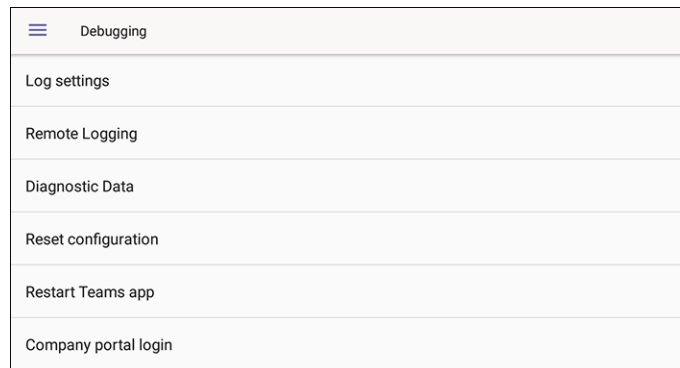 Debugging
Log settings
Remote Logging
Diagnostic Data
Reset configuration
Restart Teams app
Company portal login